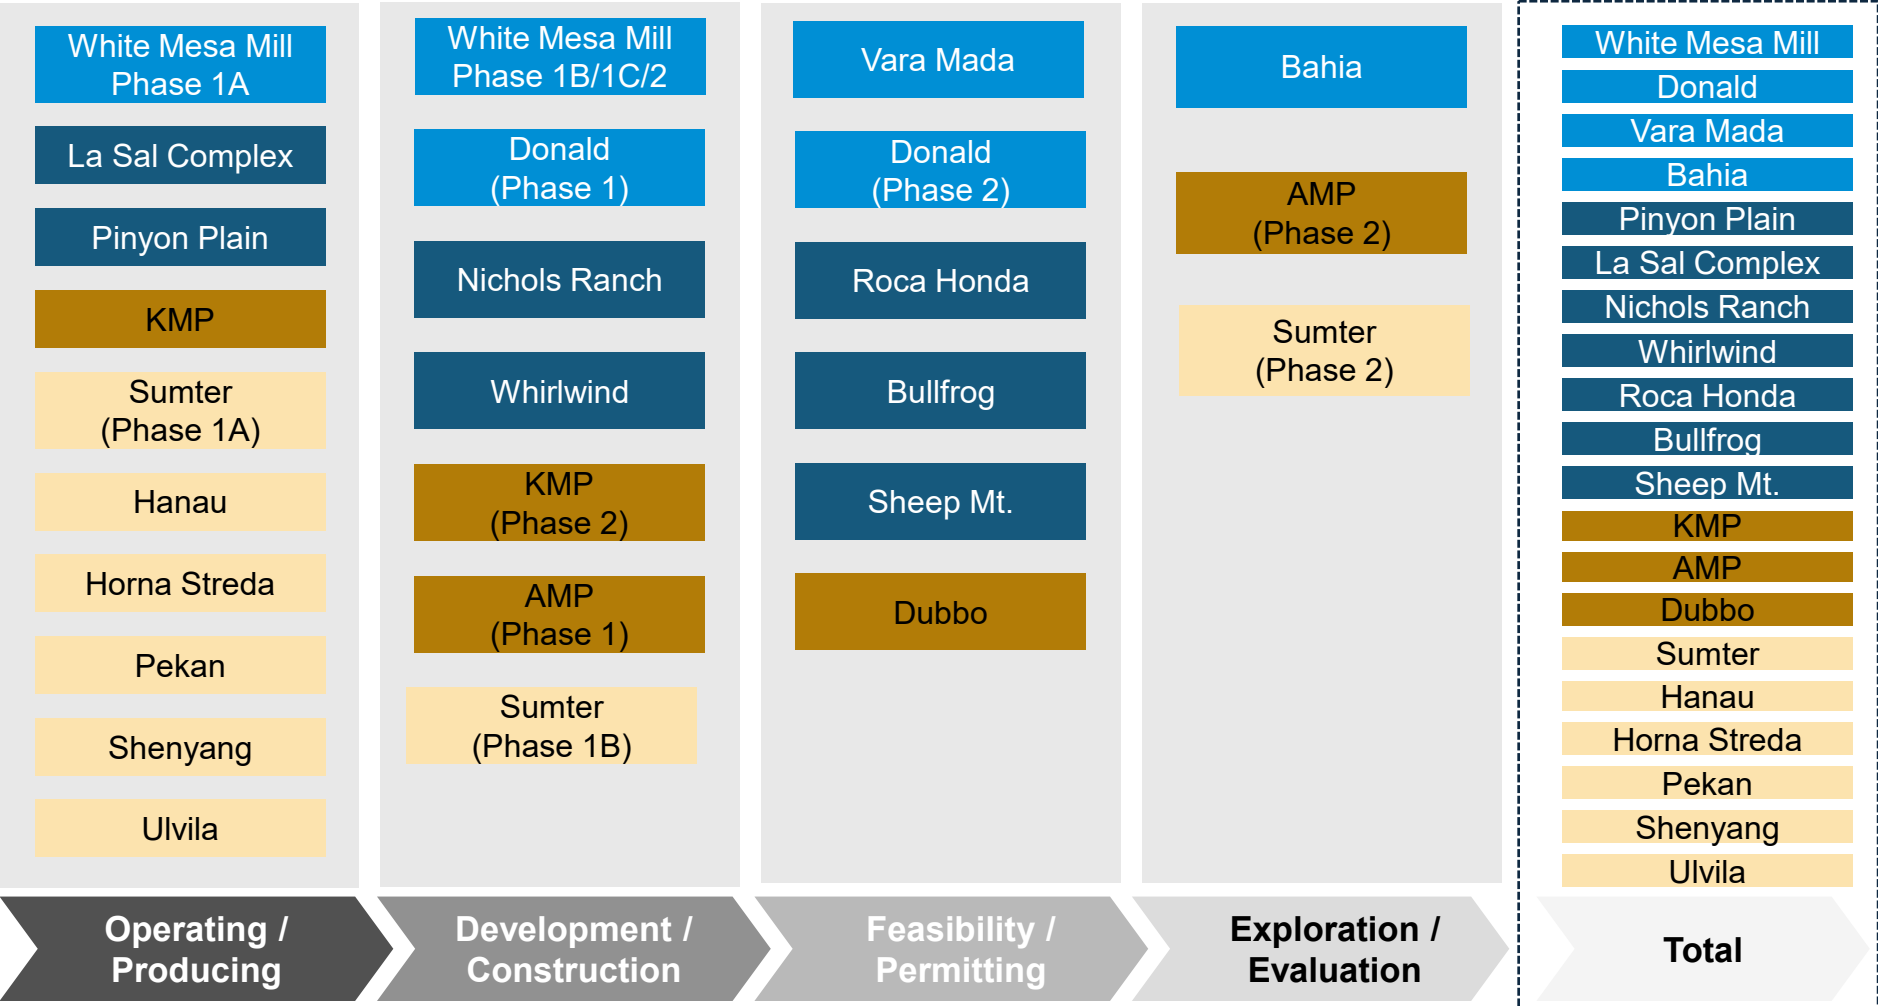 White Mesa Mill
Phase 1A
La Sal Complex
Pinyon Plain
KMP
Sumter
(Phase 1A)
Hanau
Horna Streda
Pekan
Shenyang
Ulvila
Operating /
Producing
White Mesa Mill
Phase 1B/1C/2
Donald
(Phase 1)
Nichols Ranch
Whirlwind
KMP
(Phase 2)
AMP
(Phase 1)
Sumter
(Phase 1B)
Development /
Construction
Vara Mada
Donald
(Phase 2)
Roca Honda
Bullfrog
Sheep Mt.
Dubbo
Feasibility /
Permitting
Bahia
AMP
(Phase 2)
Sumter
(Phase 2)
Exploration /
Evaluation
White Mesa Mill
Donald
Vara Mada
Bahia
Pinyon Plain
La Sal Complex
Nichols Ranch
Whirlwind
Roca Honda
Bullfrog
Sheep Mt.
KMP
AMP
Dubbo
Sumter
Hanau
Horna Streda
Pekan
Shenyang
Ulvila
Total